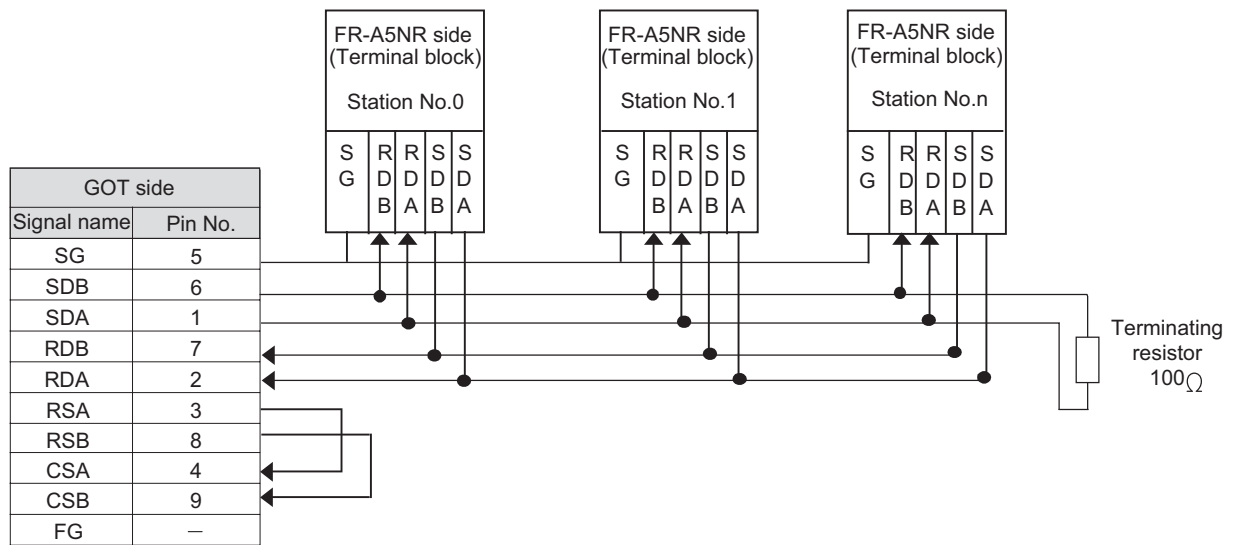 FR-A5NR side
(Terminal block)
Station No.0
S G
R D B
R D A
S D B
S D A
FR-A5NR side
(Terminal block)
Station No.1
S G
R D B
R D A
S D B
S D A
FR-A5NR side
(Terminal block)
Station No.n
S G
R D B
R D A
S D B
S D A
GOT side
Signal name Pin No.
SG 5
SDB 6
SDA 1
RDB 7
RDA 2
RSA 3
RSB 8
CSA 4
CSB 9
FG －
Terminating
resistor
100Ω